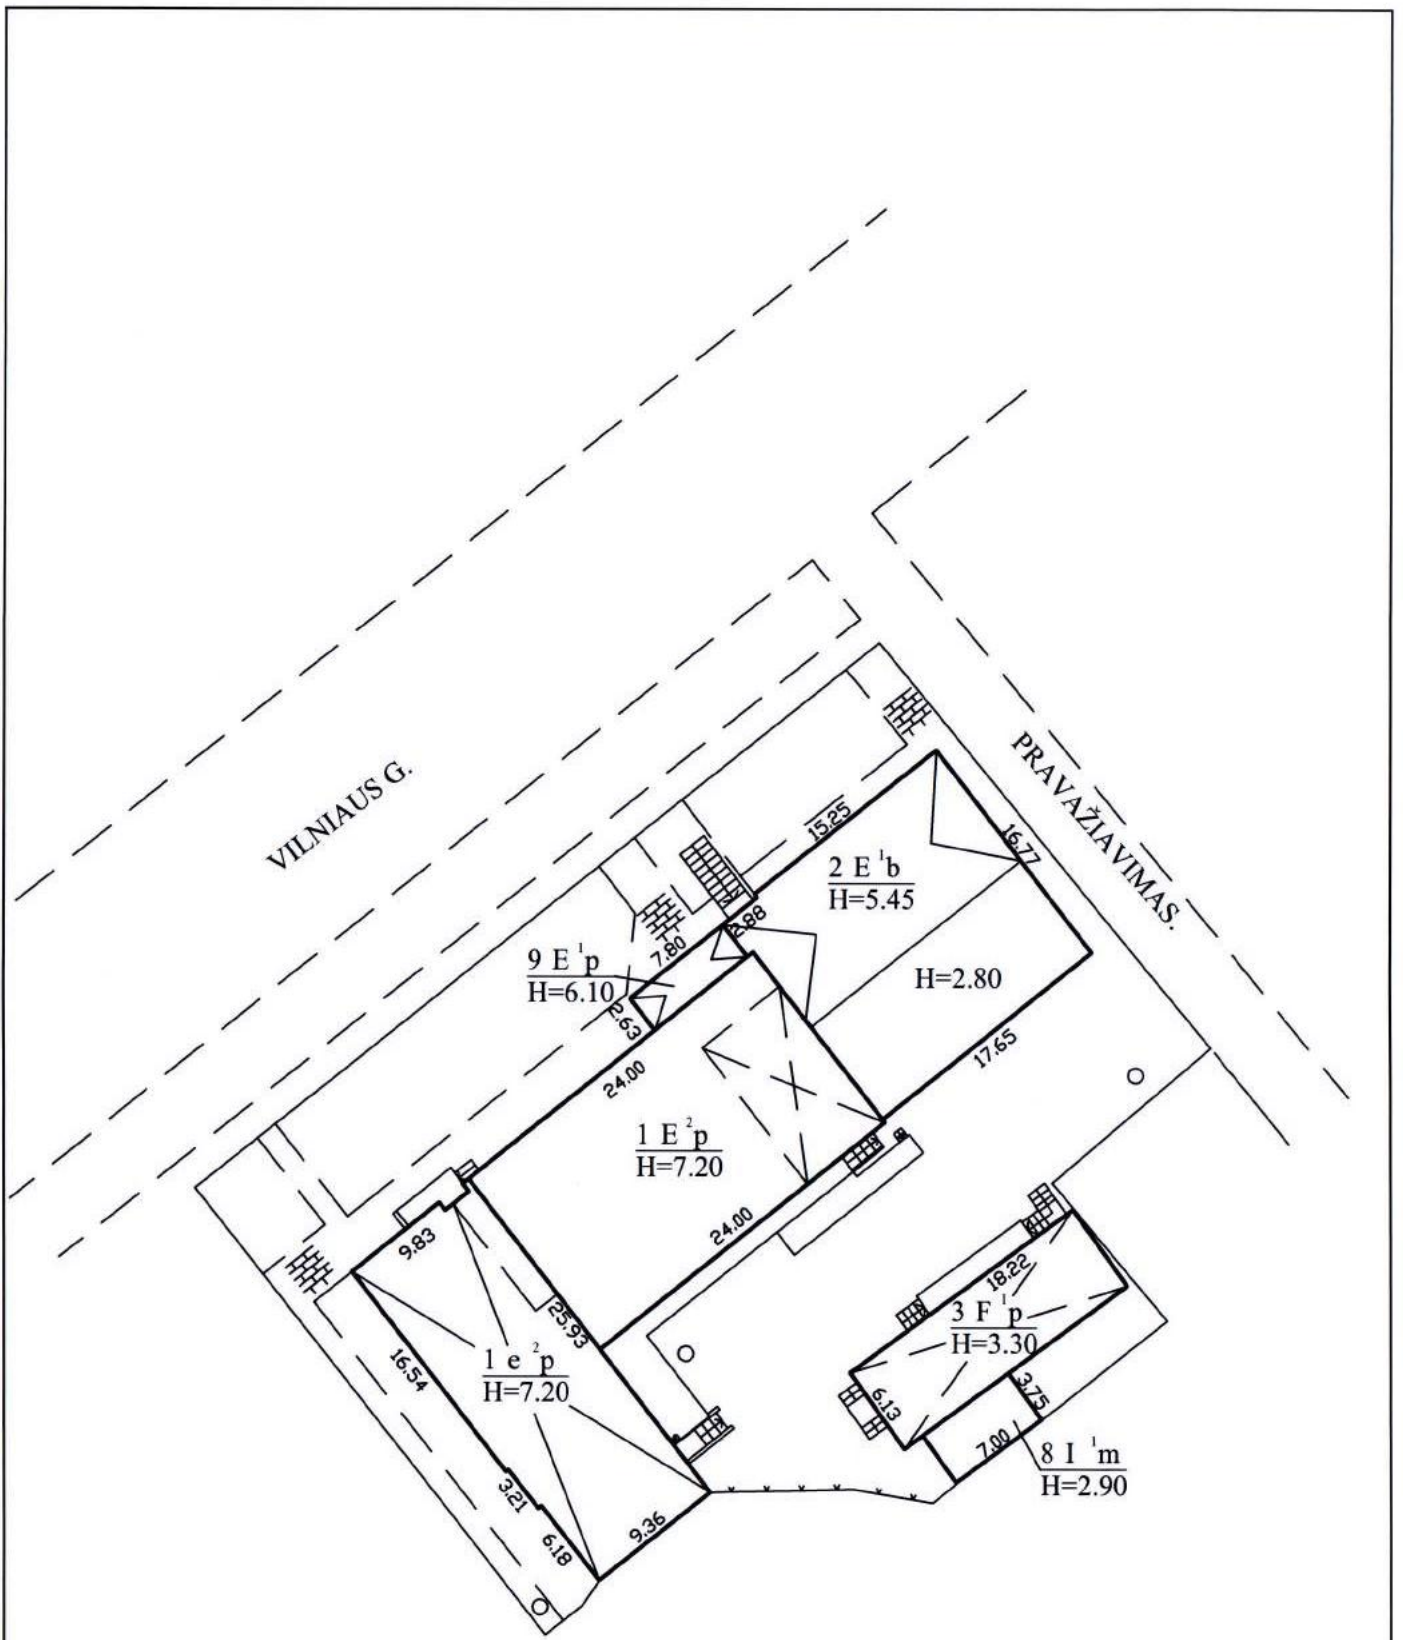 VILNIAUS G.
PRAVAŽIAVIMAS.
15.25
16.77
2 E ¹b
H=5.45
2.88
7.80
9 E ¹p
H=6.10
H=2.80
2.63
17.65
24.00
1 E ²p
H=7.20
24.00
9.83
18.22
25.93
3 F ¹p
H=3.30
16.54
1 e ²p
H=7.20
6.13
3.75
7.00
8 I ¹m
H=2.90
3.21
9.36
6.18